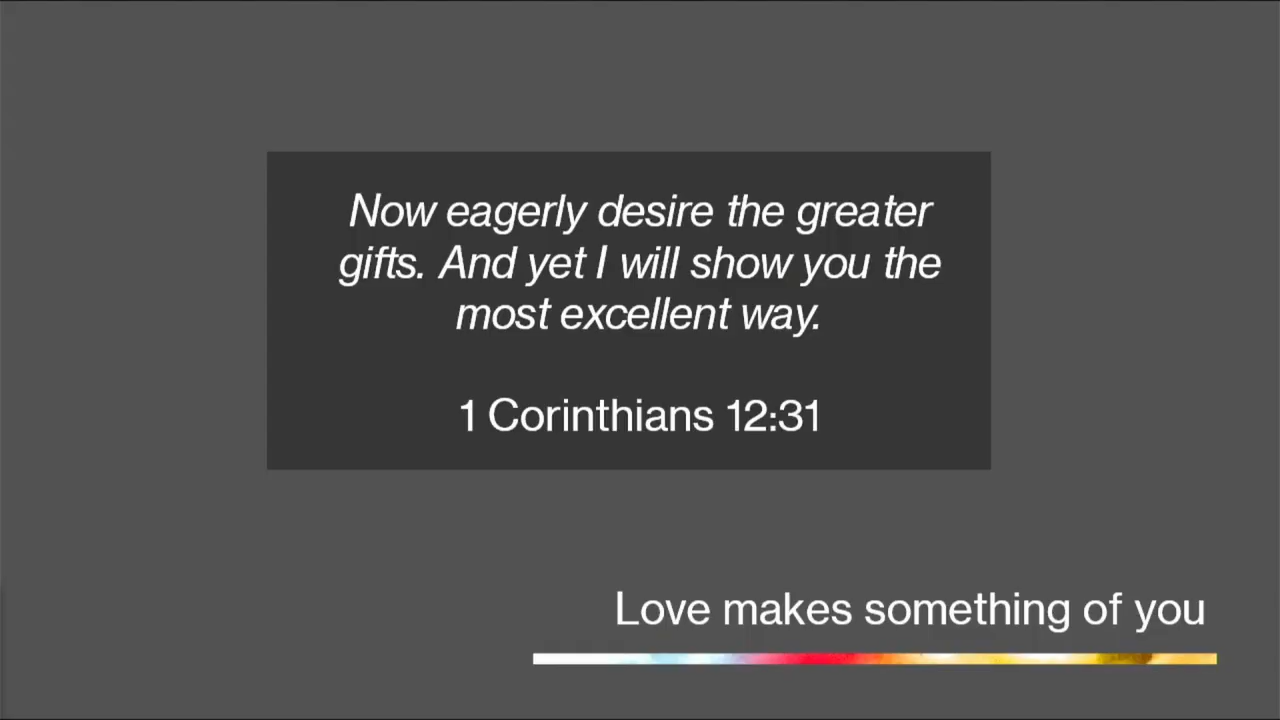 Now eagerly desire the greater
gifts. And yet I will show you the
most excellent way.
1 Corinthians 12:31
Love makes something of you